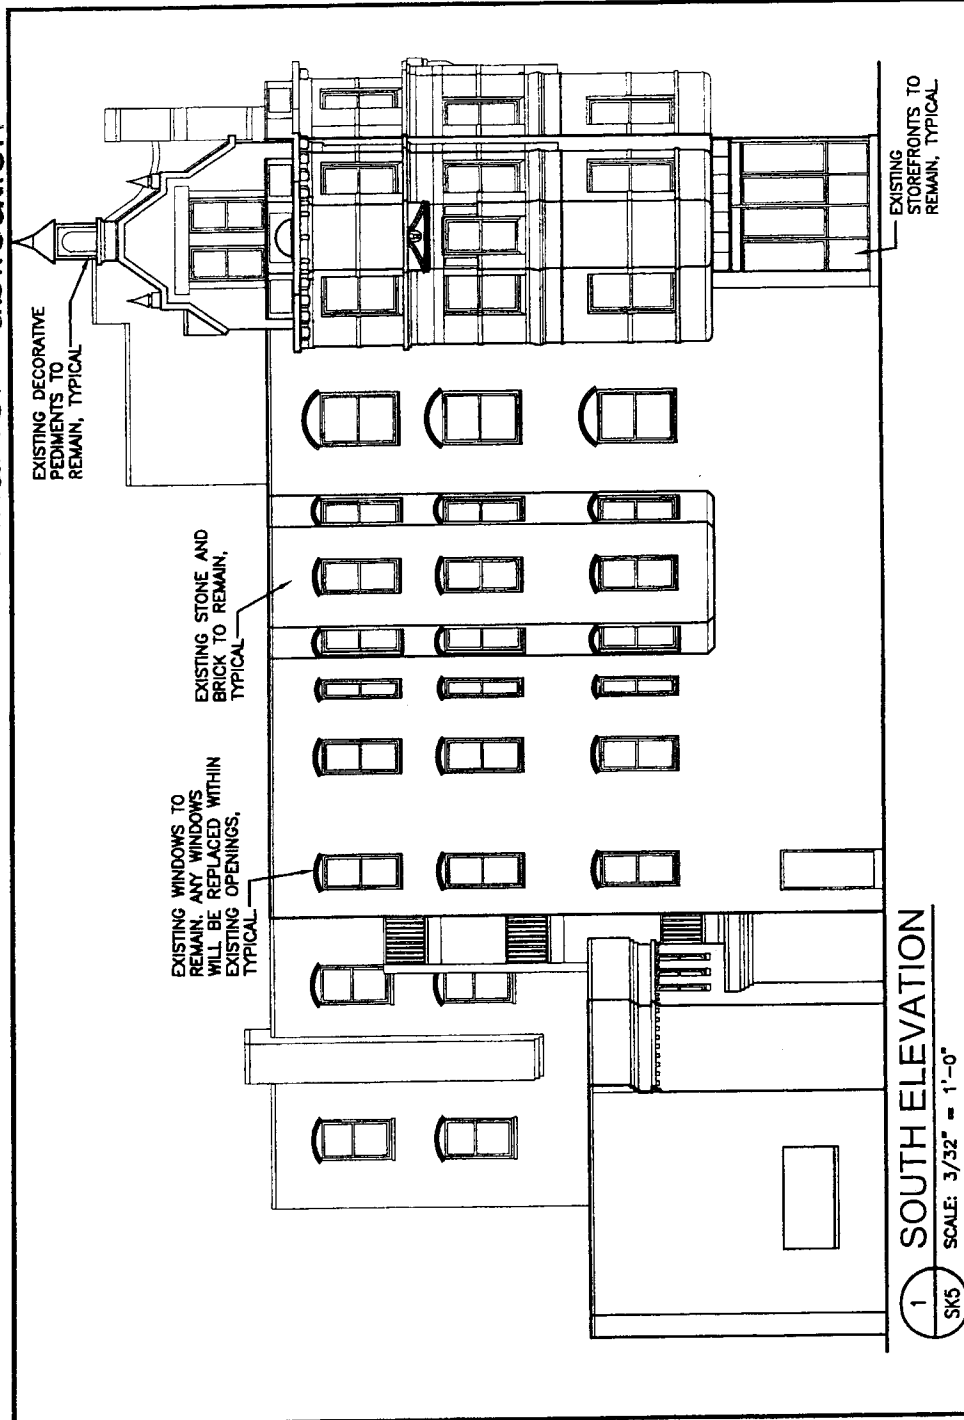 EXISTING DECORATIVE
PEDIMENTS TO
REMAIN, TYPICAL
EXISTING STONE AND
BRICK TO REMAIN,
TYPICAL
EXISTING WINDOWS TO
REMAIN. ANY WINDOWS
WILL BE REPLACED WITHIN
EXISTING OPENINGS,
TYPICAL
EXISTING
STOREFRONTS TO
REMAIN, TYPICAL
1
SK5
SOUTH ELEVATION
SCALE: 3/32" = 1'-0"